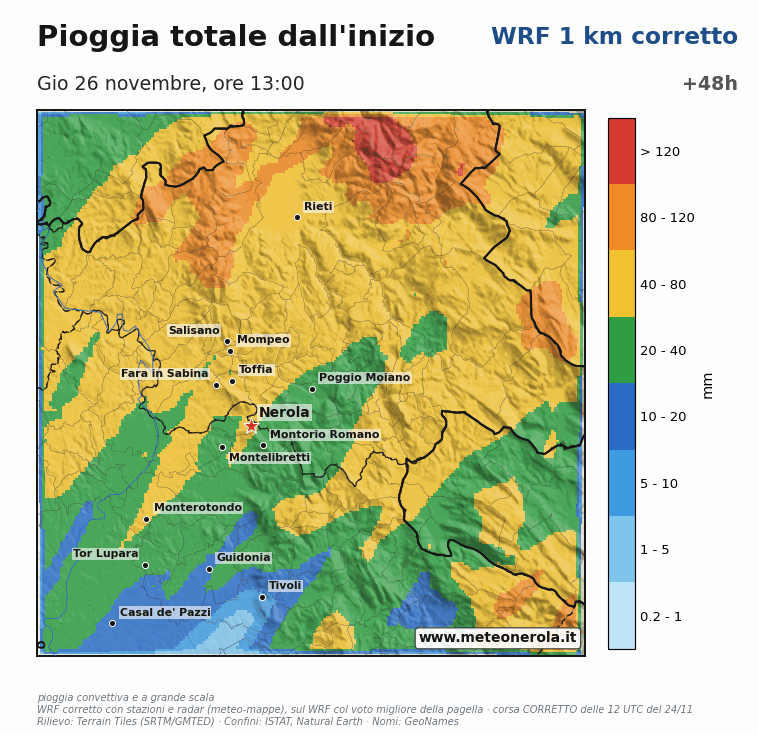 Pioggia totale dall'inizio
WRF 1 km corretto
Gio 26 novembre, ore 13:00
+48h
Rieti
Salisano
Mompeo
Fara in Sabina
Toffia
Poggio Moiano
Nerola
Montorio Romano
Montelibretti
Monterotondo
Tor Lupara
Guidonia
Tivoli
Casal de' Pazzi
www.meteonerola.it
> 120
80 - 120
40 - 80
20 - 40
10 - 20
5 - 10
1 - 5
0.2 - 1
mm
pioggia convettiva e a grande scala
WRF corretto con stazioni e radar (meteo-mappe), sul WRF col voto migliore della pagella · corsa CORRETTO delle 12 UTC del 24/11
Rilievo: Terrain Tiles (SRTM/GMTED) · Confini: ISTAT, Natural Earth · Nomi: GeoNames